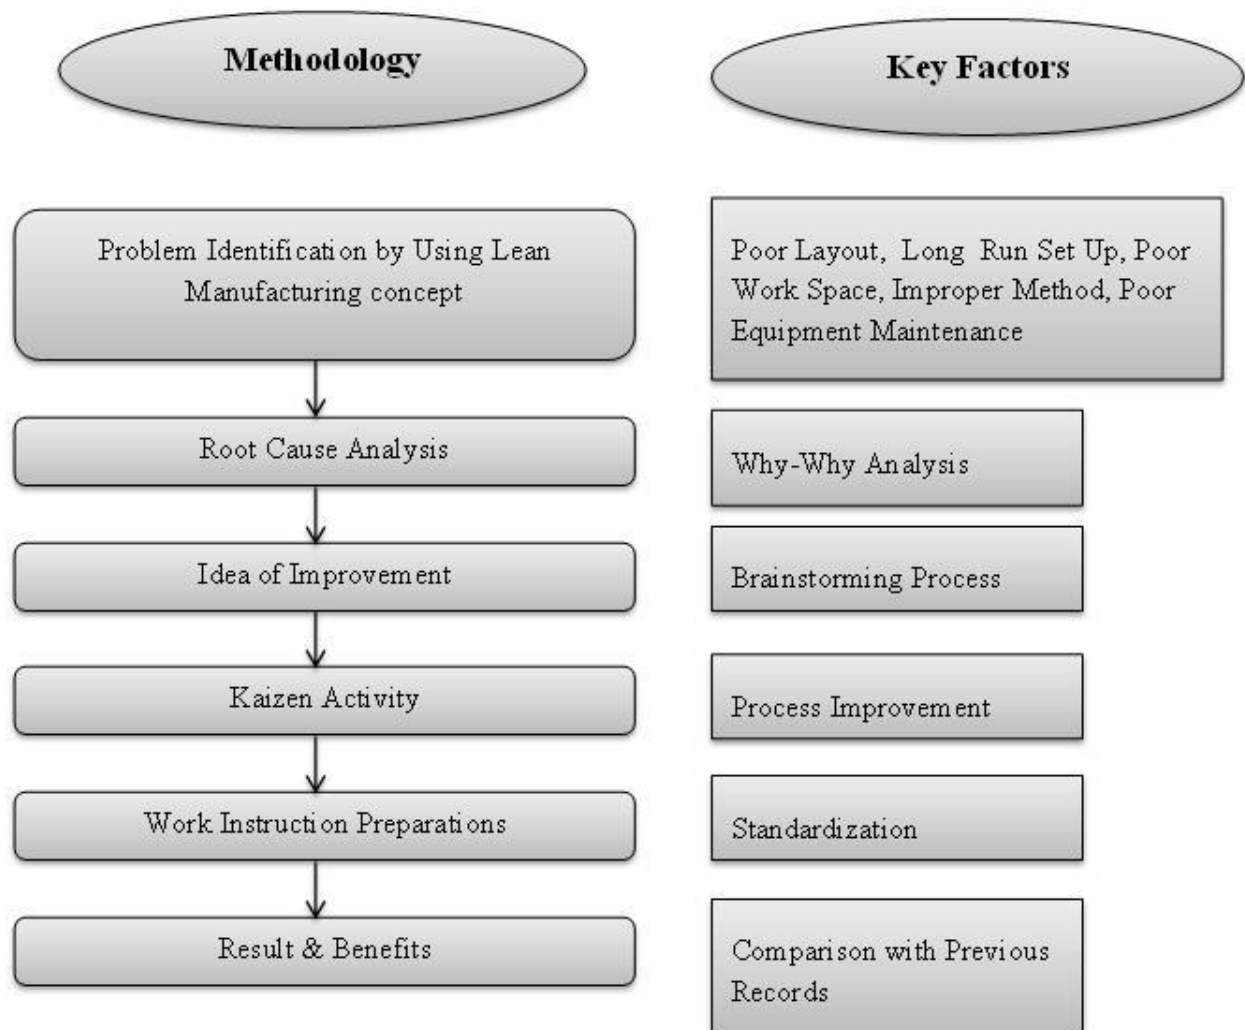 Methodology
Key Factors
Problem Identification by Using Lean
Manufacturing concept
Poor Layout, Long Run Set Up, Poor
Work Space, Improper Method, Poor
Equipment Maintenance
Root Cause Analysis
Why-Why Analysis
Idea of Improvement
Brainstorming Process
Kaizen Activity
Process Improvement
Work Instruction Preparations
Standardization
Result & Benefits
Comparison with Previous
Records